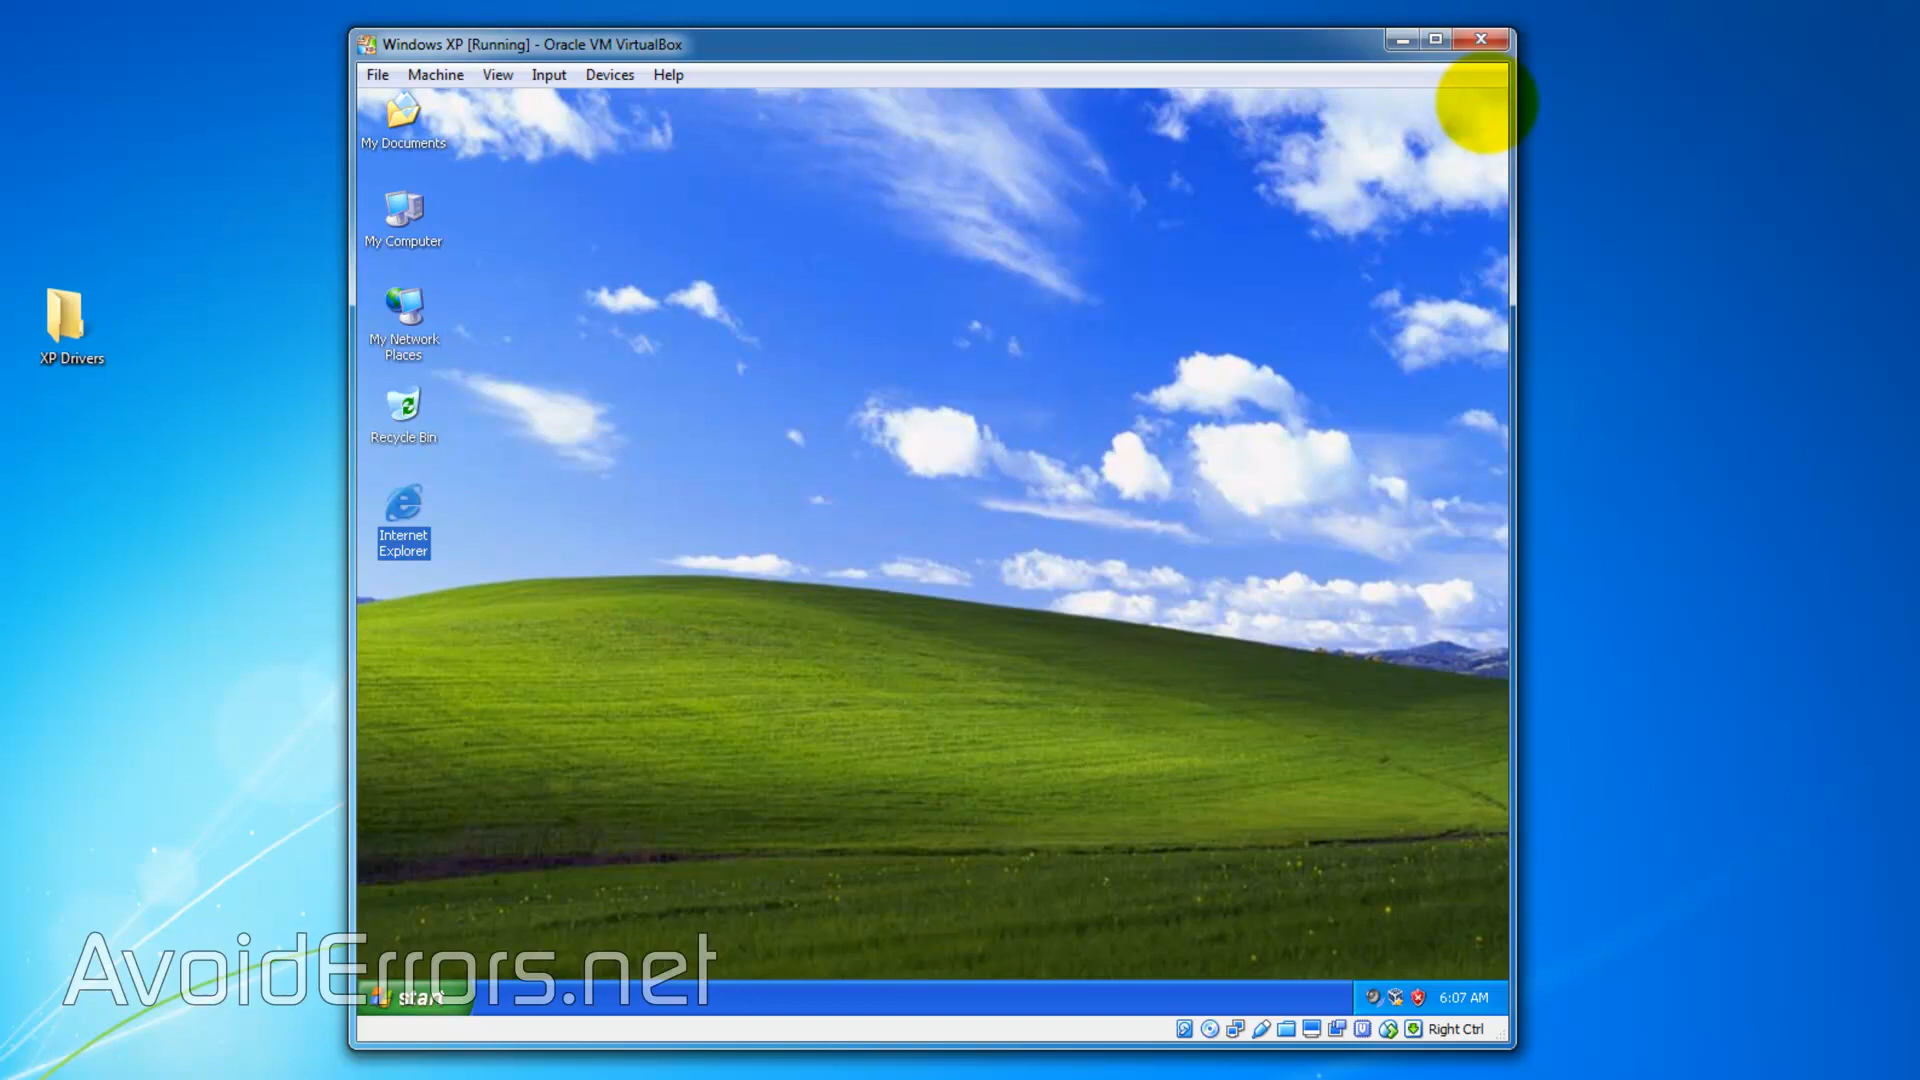 Windows XP [Running] - Oracle VM VirtualBox
File Machine View Input Devices Help
My Documents
My Computer
My Network
Places
Recycle Bin
Internet
Explorer
XP Drivers
AvoidErrors.net
start
6:07 AM
Right Ctrl